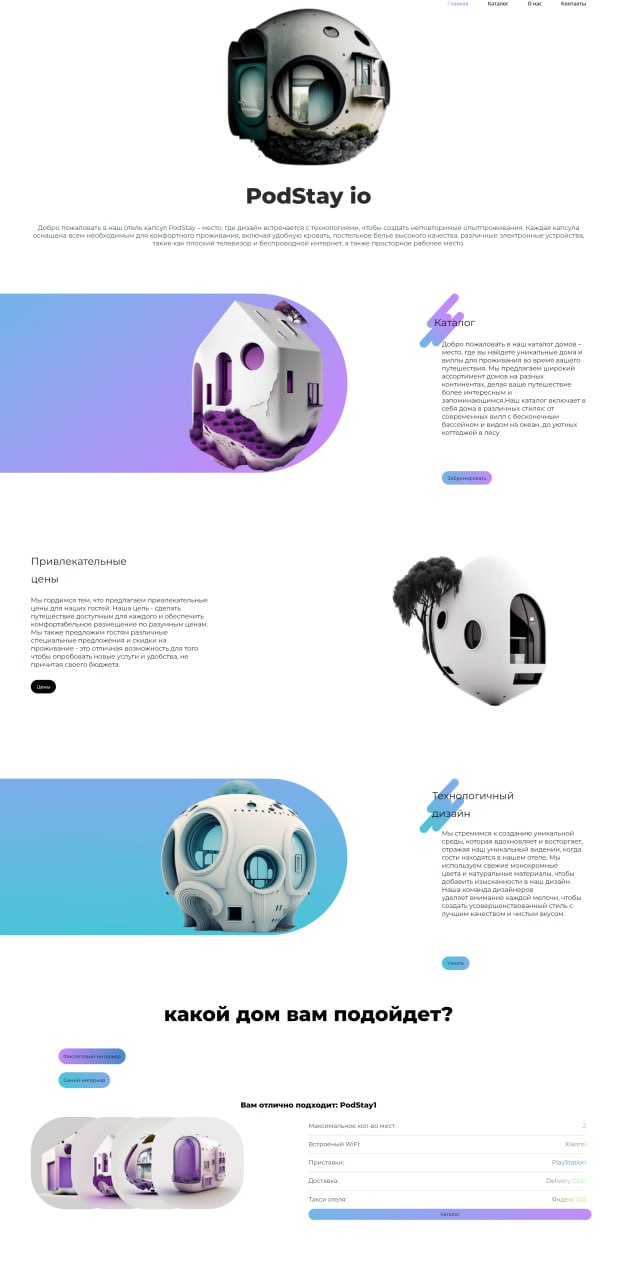 Главная Каталог О нас Контакты
PodStay io
Добро пожаловать в наш отель капсул PodStay – место, где дизайн встречается с технологиями, чтобы создать неповторимый опытпроживания. Каждая капсула
оснащена всем необходимым для комфортного проживания, включая удобную кровать, постельное белье высокого качества, различные электронные устройства,
такие как плоский телевизор и беспроводной интернет, а также просторное рабочее место.
Каталог
Добро пожаловать в наш каталог домов –
место, где вы найдете уникальные дома и
виллы для проживания во время вашего
путешествия. Мы предлагаем широкий
ассортимент домов на разных
континентах, делая ваше путешествие
более интересным и
запоминающимся.Наш каталог включает в
себя дома в различных стилях: от
современных вилл с бесконечным
бассейном и видом на океан, до уютных
коттеджей в лесу
Забронировать
Привлекательные
цены
Мы гордимся тем, что предлагаем привлекательные
цены для наших гостей. Наша цель - сделать
путешествие доступным для каждого и обеспечить
комфортабельное размещение по разумным ценам.
Мы также предложим гостям различные
специальные предложения и скидки на
проживание - это отличная возможность для того
чтобы опробовать новые услуги и удобства, не
причитая своего бюджета.
Цены
Технологичный
дизайн
Мы стремимся к созданию уникальной
среды, которая вдохновляет и восторгает,
отражая наш уникальный видении, когда
гости находятся в нашем отеле. Мы
используем свежие монохромные
цвета и натуральные материалы, чтобы
добавить изысканности в наш дизайн.
Наша команда дизайнеров
уделяет внимание каждой мелочи, чтобы
создать усовершенствованный стиль с
лучшим качеством и чистым вкусом.
Узнать
какой дом вам подойдет?
Фиолетовый интерьер
Синий интерьер
Вам отлично подходит: PodStay1
Максимальное кол-во мест: 2
Встроеный WiFi: Xiaomi
Приставки: PlayStation
Доставка: Delivery Club
Такси отеля: Яндекс GO
Каталог